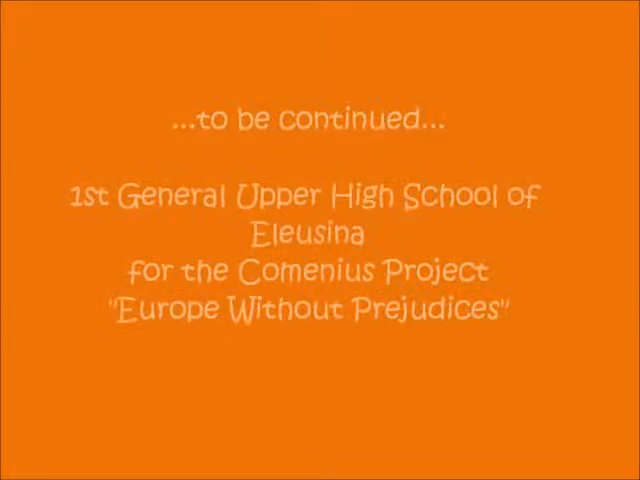 ...to be continued...
1st General Upper High School of
Eleusina
for the Comenius Project
"Europe Without Prejudices"